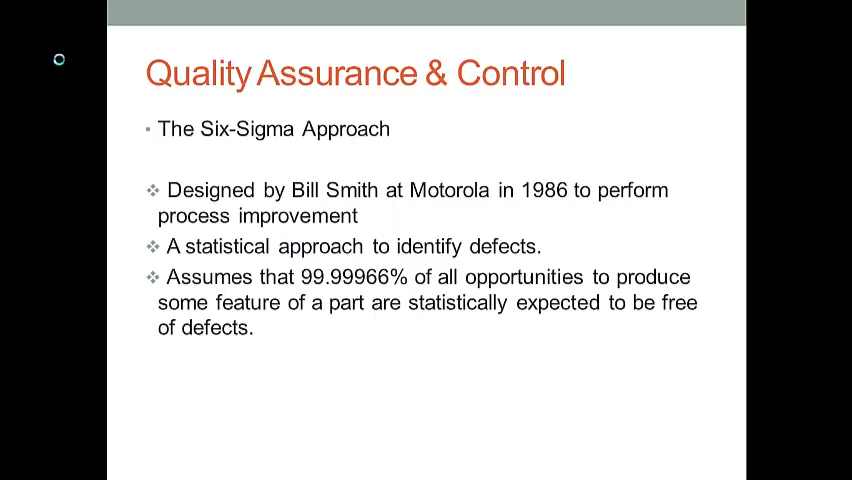 Quality Assurance & Control
• The Six-Sigma Approach
❖ Designed by Bill Smith at Motorola in 1986 to perform
process improvement
❖ A statistical approach to identify defects.
❖ Assumes that 99.99966% of all opportunities to produce
some feature of a part are statistically expected to be free
of defects.